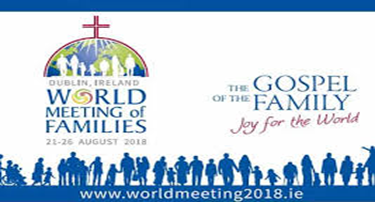 DUBLIN, IRELAND
WORLD
MEETING of
FAMILIES
21-26 AUGUST 2018
THE GOSPEL
OF THE FAMILY
Joy for the World
www.worldmeeting2018.ie